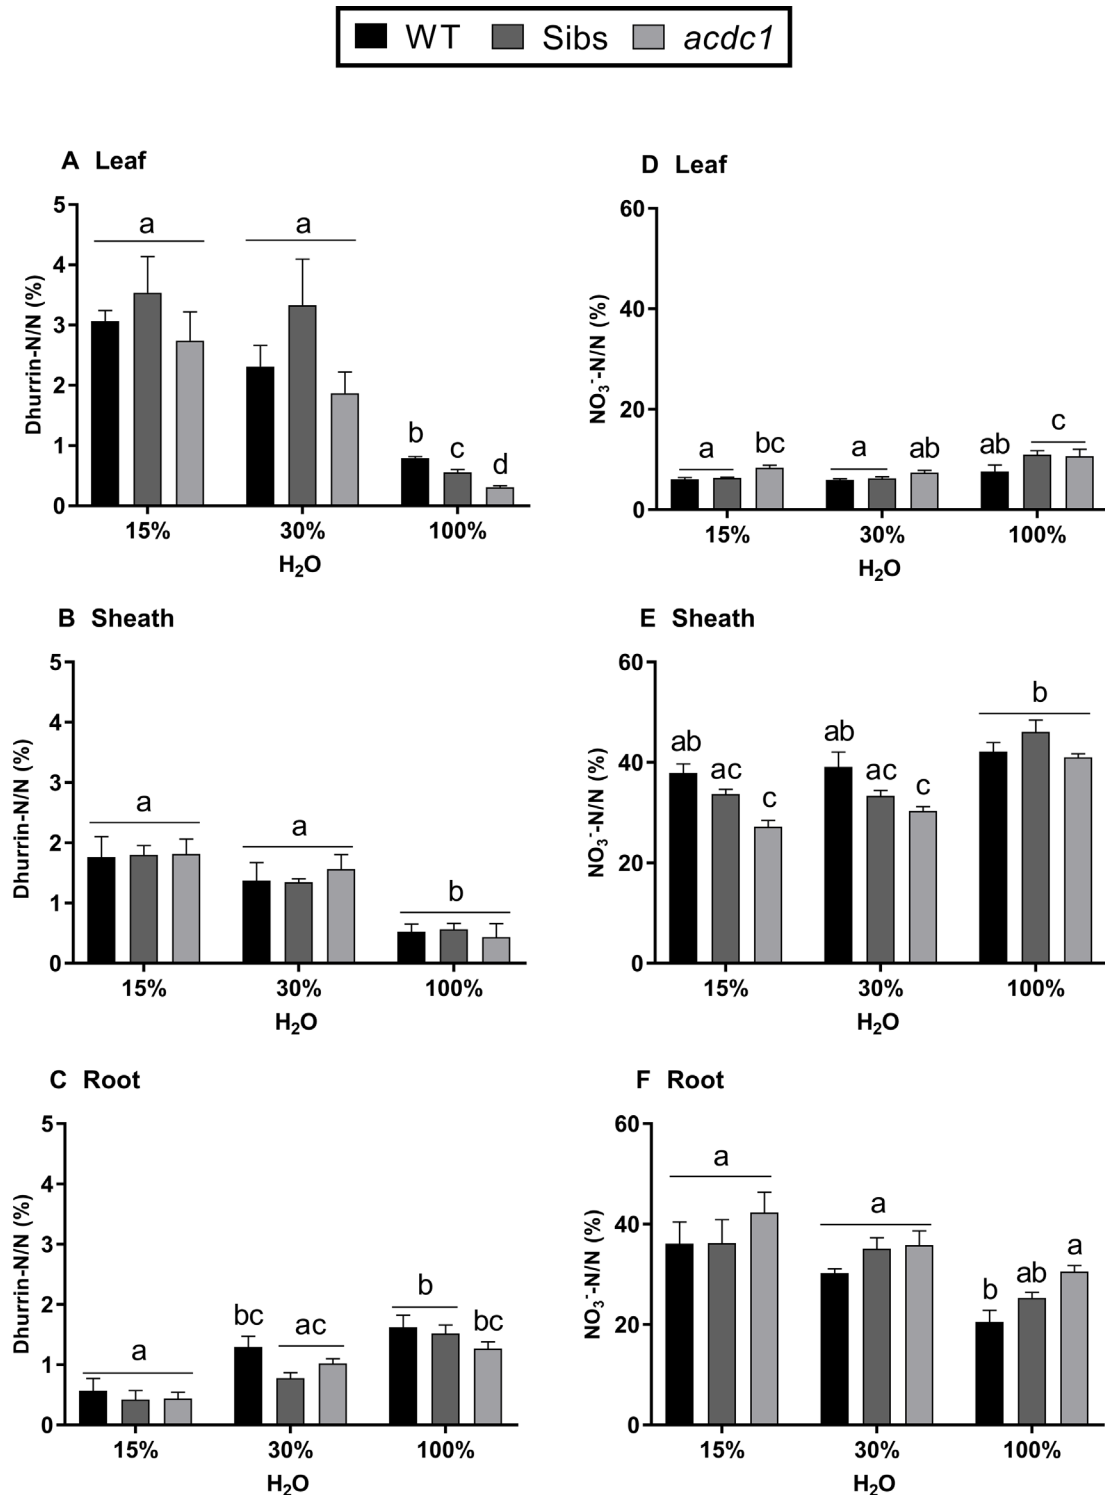 WT Sibs acdc1
A Leaf
Dhurrin-N/N (%)
5
4
3
2
1
0
a
a
b
c
d
15% 30% 100%
H₂O
D Leaf
NO₃⁻-N/N (%)
60
40
20
0
a
bc
a
ab
ab
c
15% 30% 100%
H₂O
B Sheath
Dhurrin-N/N (%)
5
4
3
2
1
0
a
a
b
15% 30% 100%
H₂O
E Sheath
NO₃⁻-N/N (%)
60
40
20
0
ab
ac
c
ab
ac
c
b
15% 30% 100%
H₂O
C Root
Dhurrin-N/N (%)
5
4
3
2
1
0
a
bc
ac
b
bc
15% 30% 100%
H₂O
F Root
NO₃⁻-N/N (%)
60
40
20
0
a
a
b
ab
a
15% 30% 100%
H₂O